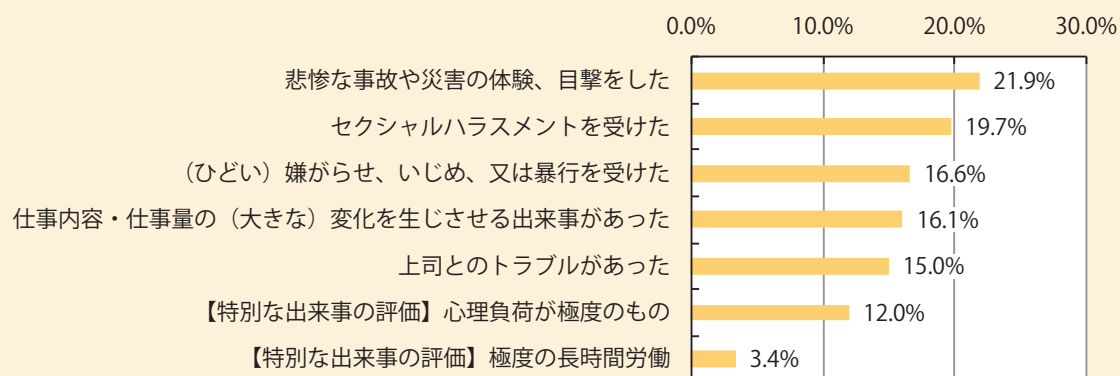 0.0% 10.0% 20.0% 30.0%
悲惨な事故や災害の体験、目撃をした 21.9%
セクシャルハラスメントを受けた 19.7%
（ひどい）嫌がらせ、いじめ、又は暴行を受けた 16.6%
仕事内容・仕事量の（大きな）変化を生じさせる出来事があった 16.1%
上司とのトラブルがあった 15.0%
【特別な出来事の評価】心理負荷が極度のもの 12.0%
【特別な出来事の評価】極度の長時間労働 3.4%